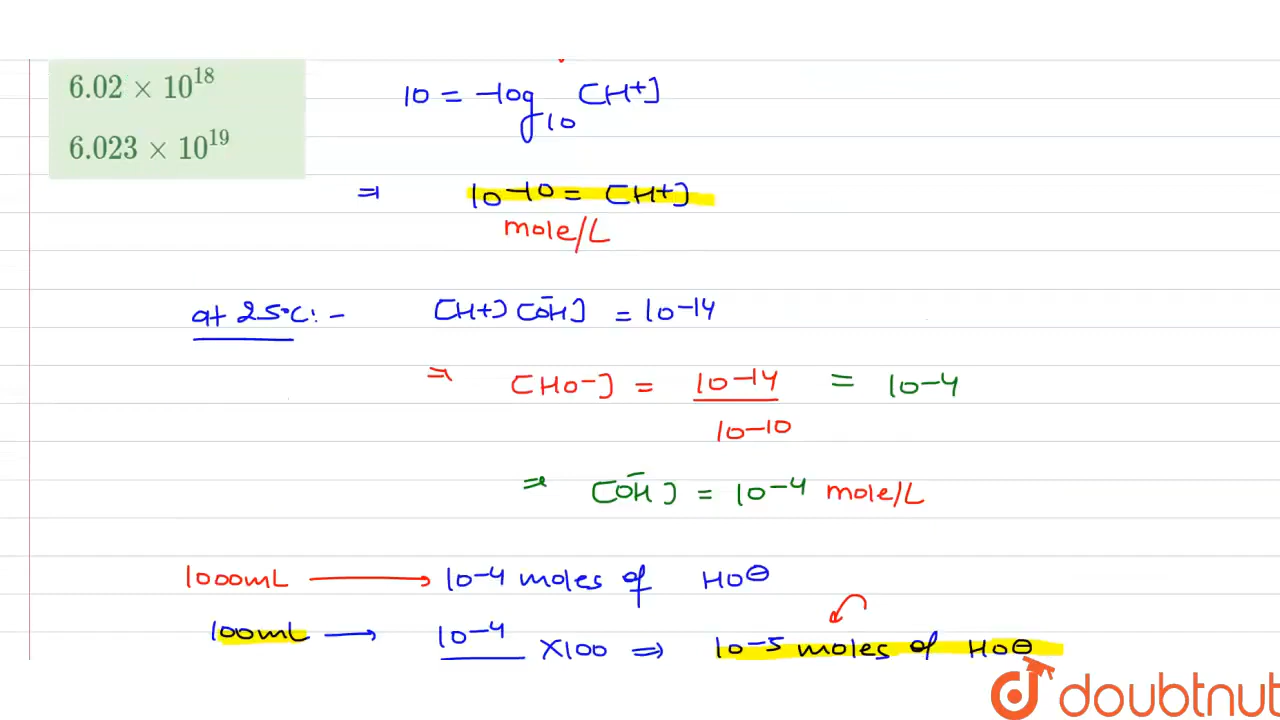 6.02 × 10^18
6.023 × 10^19
10 = -log10 [H+]
⇒ 10-10 = [H+]
mole/L
at 25°C:- [H+] [OH̄] = 10-14
⇒ [HO-] = 10-14 / 10-10 = 10-4
⇒ [OH̄] = 10-4 mole/L
1000mL → 10-4 moles of HO⊖
100mL → 10-4 ×100 ⇒ 10-5 moles of HO⊖
doubtnut